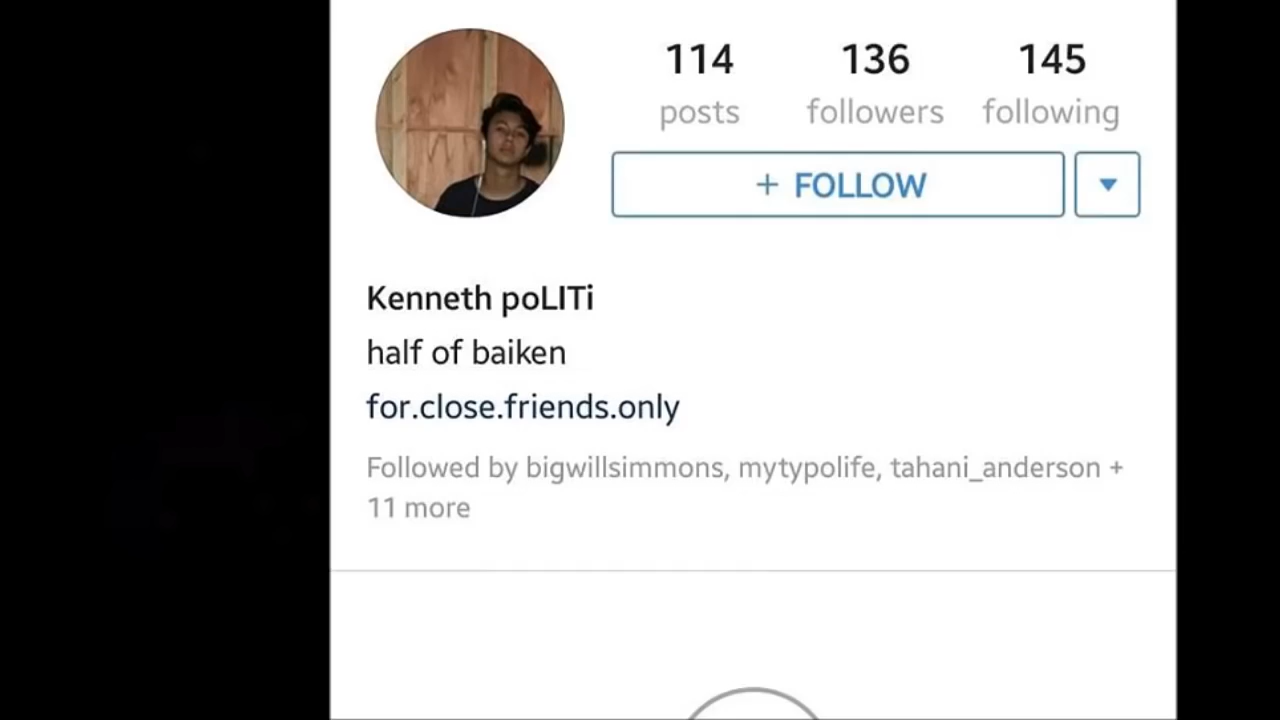 114 136 145
posts followers following
+ FOLLOW
Kenneth poLITi
half of baiken
for.close.friends.only
Followed by bigwillsimmons, mytypolife, tahani_anderson +
11 more